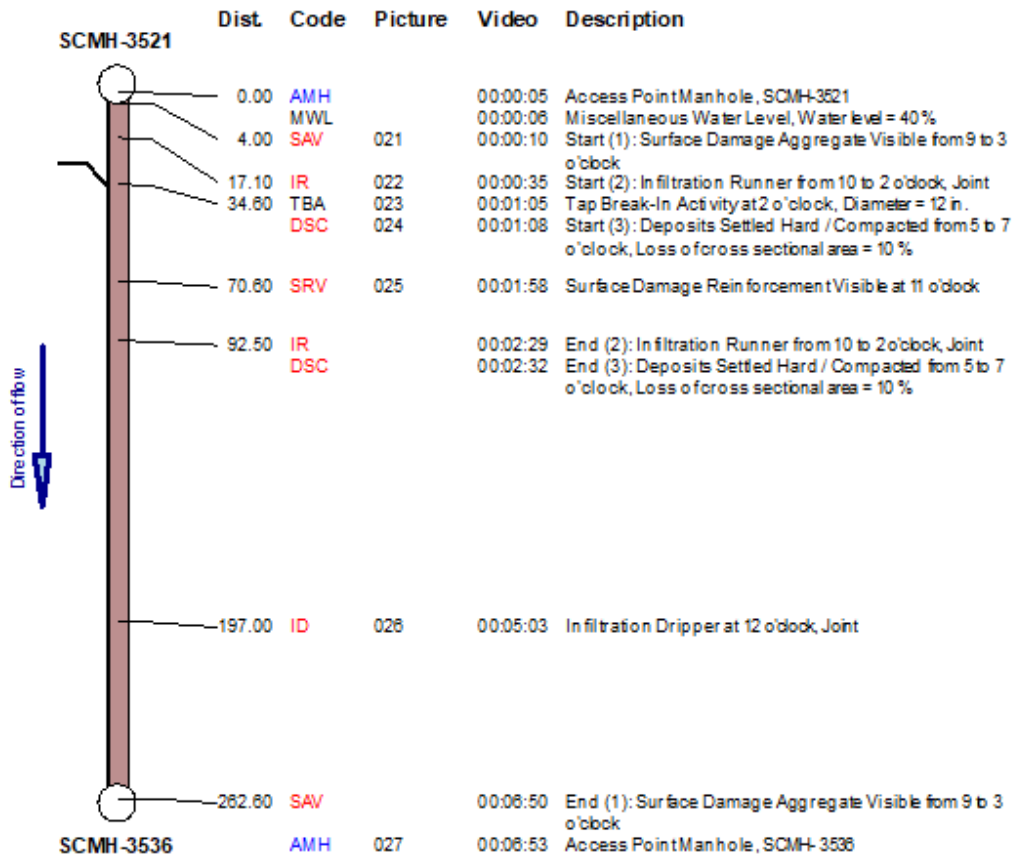 Dist. Code Picture Video Description
SCMH-3521
0.00 AMH 00:00:05 Access Point Manhole, SCMH-3521
MWL 00:00:06 Miscellaneous Water Level, Water level = 40%
4.00 SAV 021 00:00:10 Start (1): Surface Damage Aggregate Visible from 9 to 3
o'clock
17.10 IR 022 00:00:35 Start (2): Infiltration Runner from 10 to 2 o'clock, Joint
34.60 TBA 023 00:01:05 Tap Break-In Activity at 2 o'clock, Diameter = 12 in.
DSC 024 00:01:08 Start (3): Deposits Settled Hard / Compacted from 5 to 7
o'clock, Loss of cross sectional area = 10 %
70.60 SRV 025 00:01:58 Surface Damage Reinforcement Visible at 11 o'clock
92.50 IR 00:02:29 End (2): Infiltration Runner from 10 to 2 o'clock, Joint
DSC 00:02:32 End (3): Deposits Settled Hard / Compacted from 5 to 7
o'clock, Loss of cross sectional area = 10 %
Direction of flow
197.00 ID 026 00:05:03 Infiltration Dripper at 12 o'clock, Joint
262.60 SAV 00:06:50 End (1): Surface Damage Aggregate Visible from 9 to 3
o'clock
SCMH-3536 AMH 027 00:06:53 Access Point Manhole, SCMH- 3536